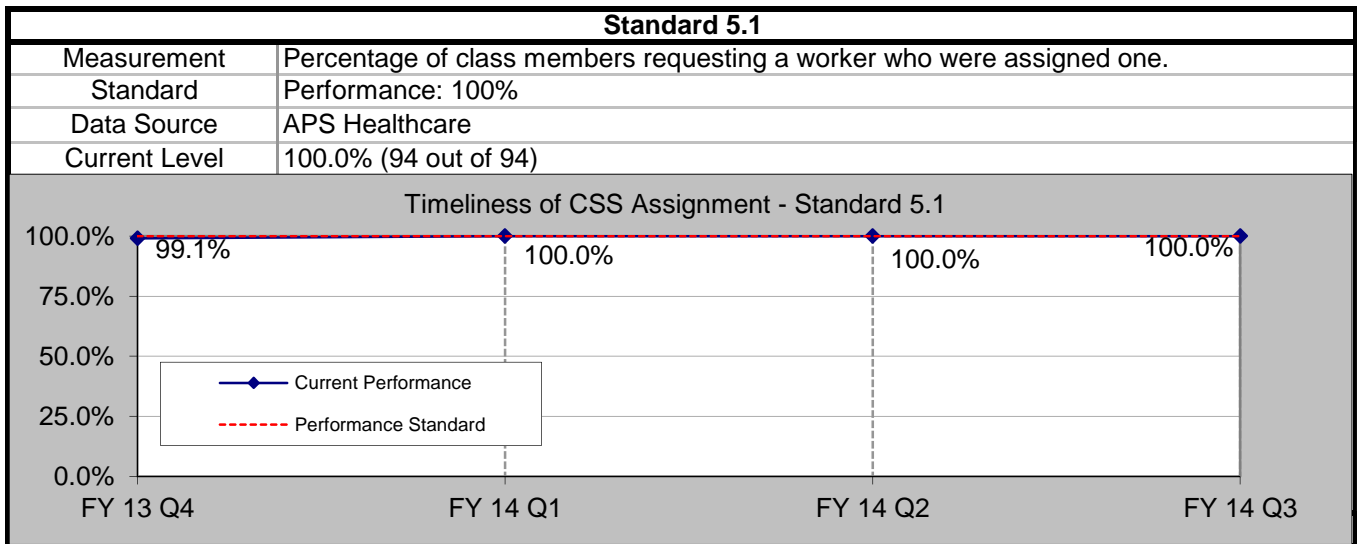 Standard 5.1
Measurement Percentage of class members requesting a worker who were assigned one.
Standard Performance: 100%
Data Source APS Healthcare
Current Level 100.0% (94 out of 94)
Timeliness of CSS Assignment - Standard 5.1
100.0%
99.1% 100.0% 100.0% 100.0%
75.0%
50.0%
Current Performance
25.0%
Performance Standard
0.0%
FY 13 Q4 FY 14 Q1 FY 14 Q2 FY 14 Q3